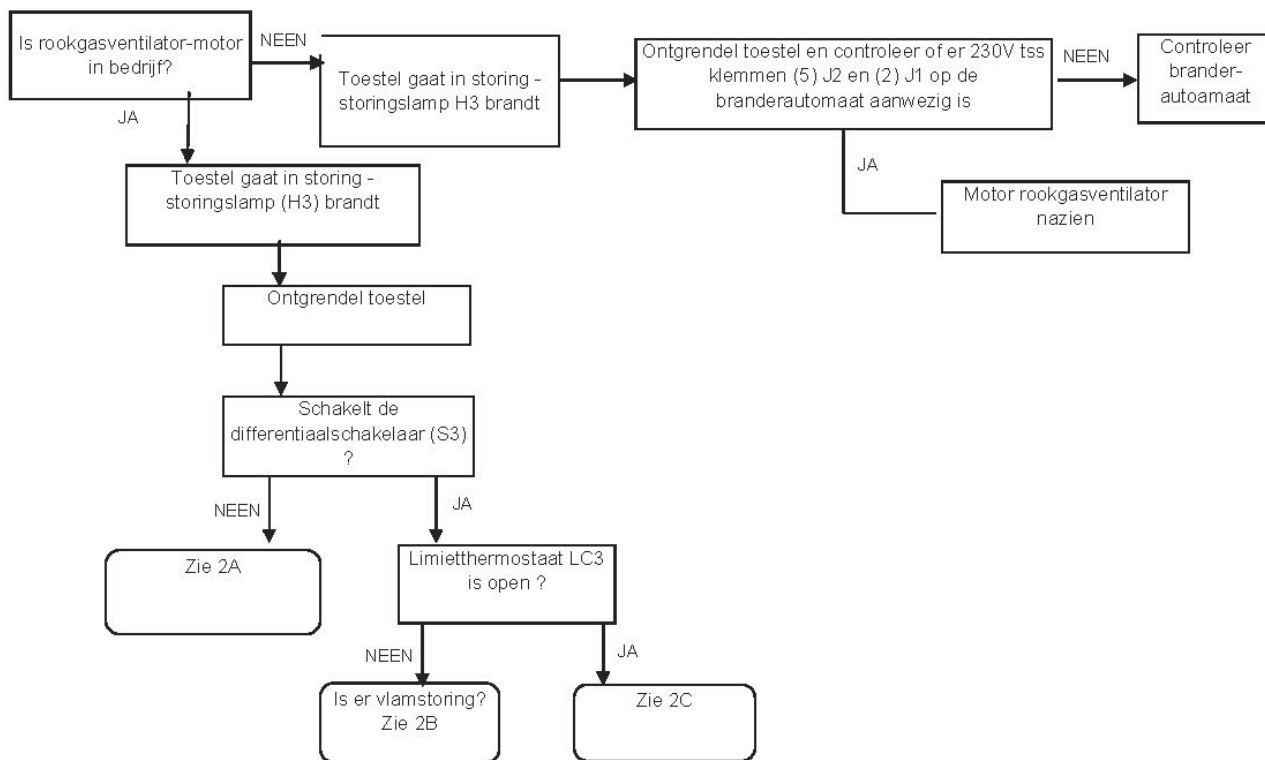 Is rookgasventilator-motor
in bedrijf?
NEEN
Toestel gaat in storing -
storingslamp H3 brandt
Ontgrendel toestel en controleer of er 230V tss
klemmen (5) J2 en (2) J1 op de
branderautomaat aanwezig is
NEEN
Controleer
brander-
autoamaat
JA
JA
Toestel gaat in storing -
storingslamp (H3) brandt
Motor rookgasventilator
nazien
Ontgrendel toestel
Schakelt de
differentiaalschakelaar (S3)
?
NEEN
JA
Zie 2A
Limietthermostaat LC3
is open ?
NEEN
JA
Is er vlamstoring?
Zie 2B
Zie 2C